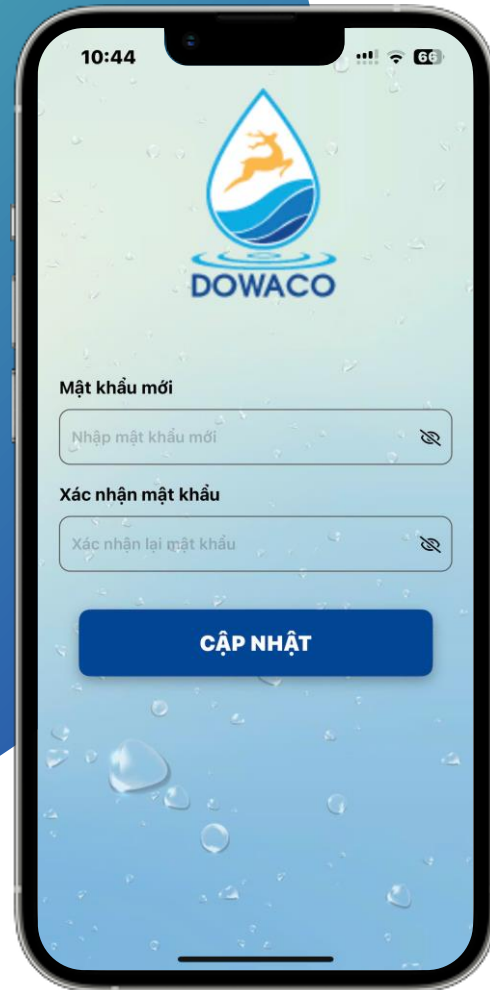 10:44
66
DOWACO
Mật khẩu mới
Nhập mật khẩu mới
Xác nhận mật khẩu
Xác nhận lại mật khẩu
CẬP NHẬT